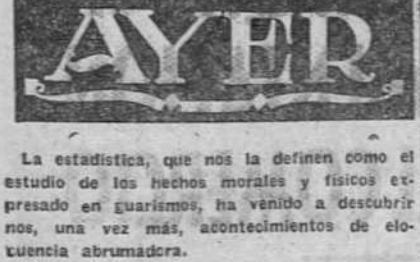 AYER
La estadística, que nos la definen como el
estudio de los hechos morales y físicos ex-
presado en guarismos, ha venido a descubrir
nos, una vez más, acontecimientos de elo-
cuencia abrumadora.